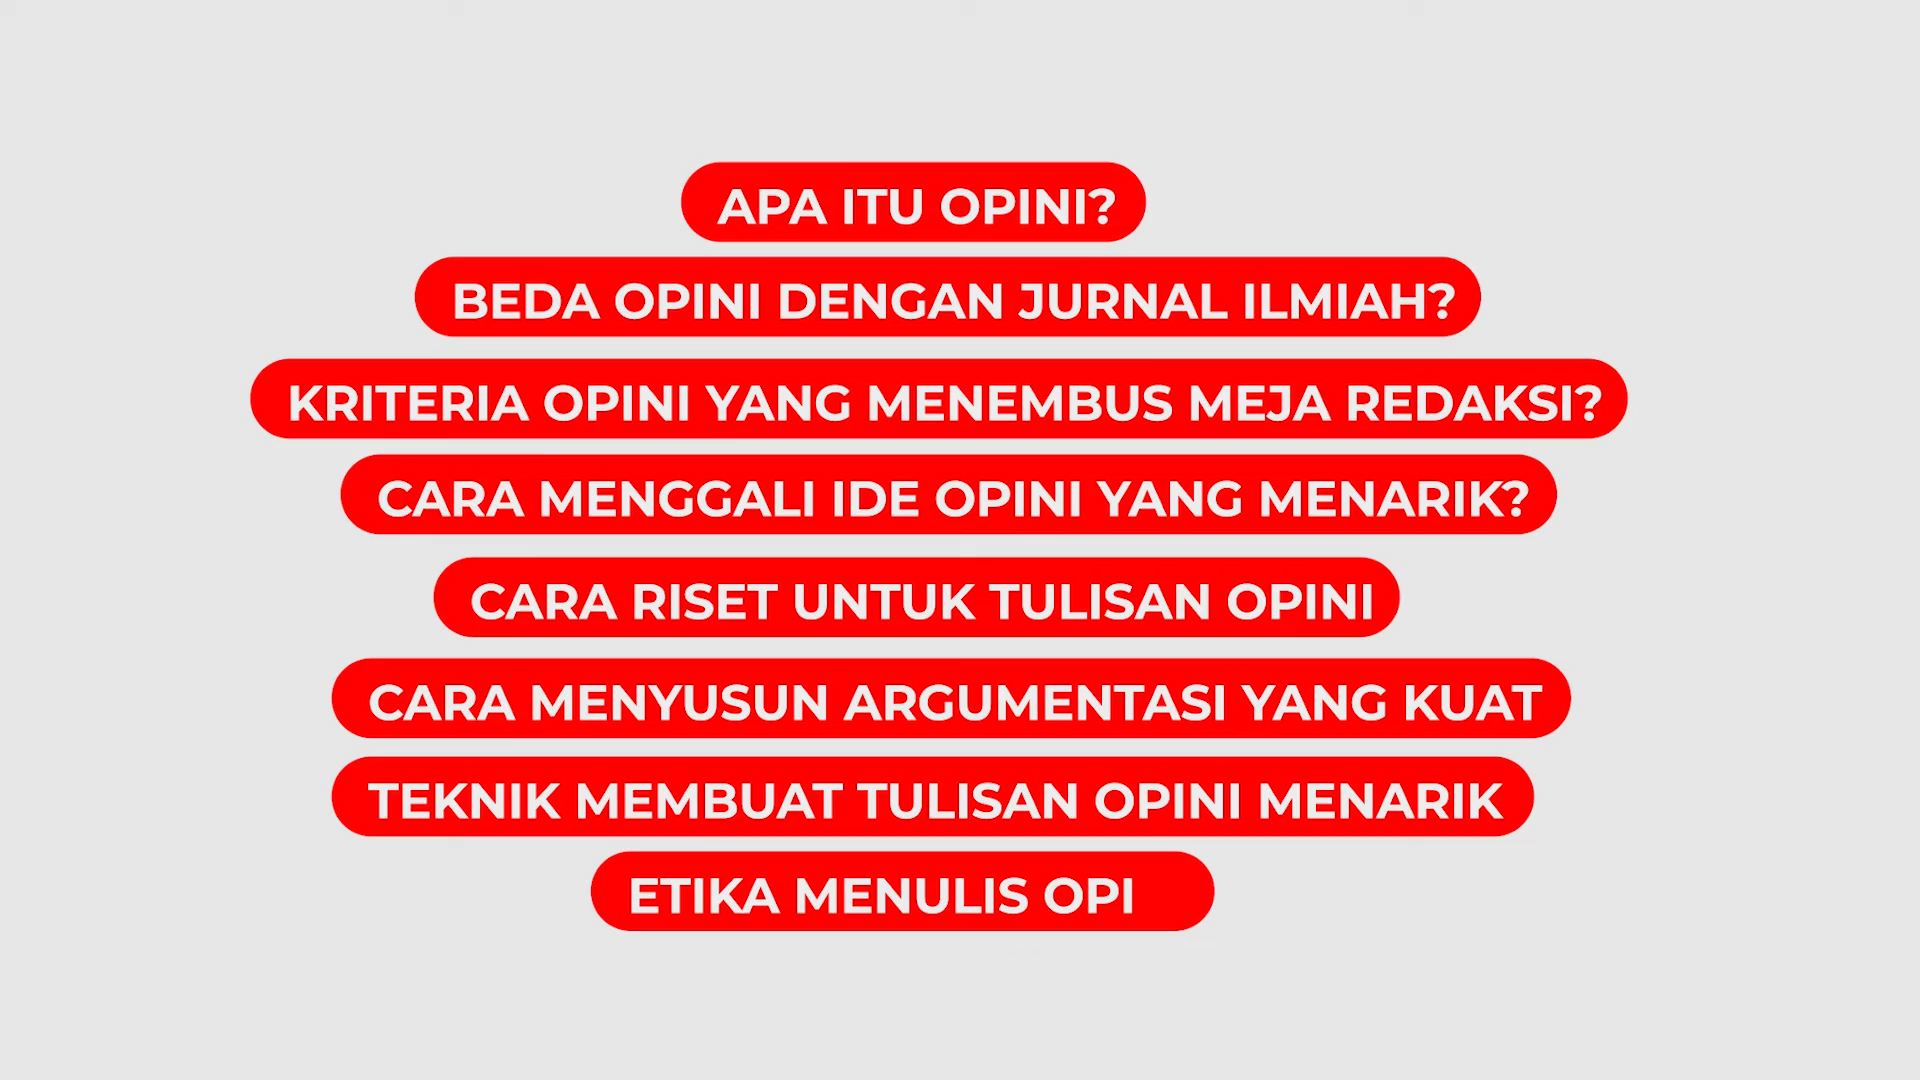 APA ITU OPINI?
BEDA OPINI DENGAN JURNAL ILMIAH?
KRITERIA OPINI YANG MENEMBUS MEJA REDAKSI?
CARA MENGGALI IDE OPINI YANG MENARIK?
CARA RISET UNTUK TULISAN OPINI
CARA MENYUSUN ARGUMENTASI YANG KUAT
TEKNIK MEMBUAT TULISAN OPINI MENARIK
ETIKA MENULIS OPI